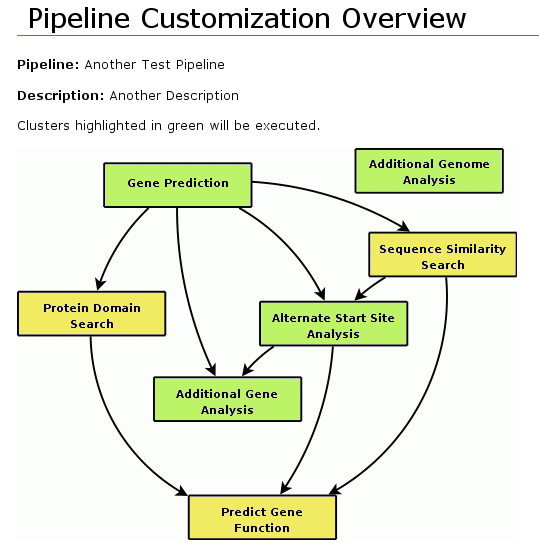 Pipeline Customization Overview
Pipeline: Another Test Pipeline
Description: Another Description
Clusters highlighted in green will be executed.
Additional Genome
Analysis
Gene Prediction
Sequence Similarity
Search
Protein Domain
Search
Alternate Start Site
Analysis
Additional Gene
Analysis
Predict Gene
Function